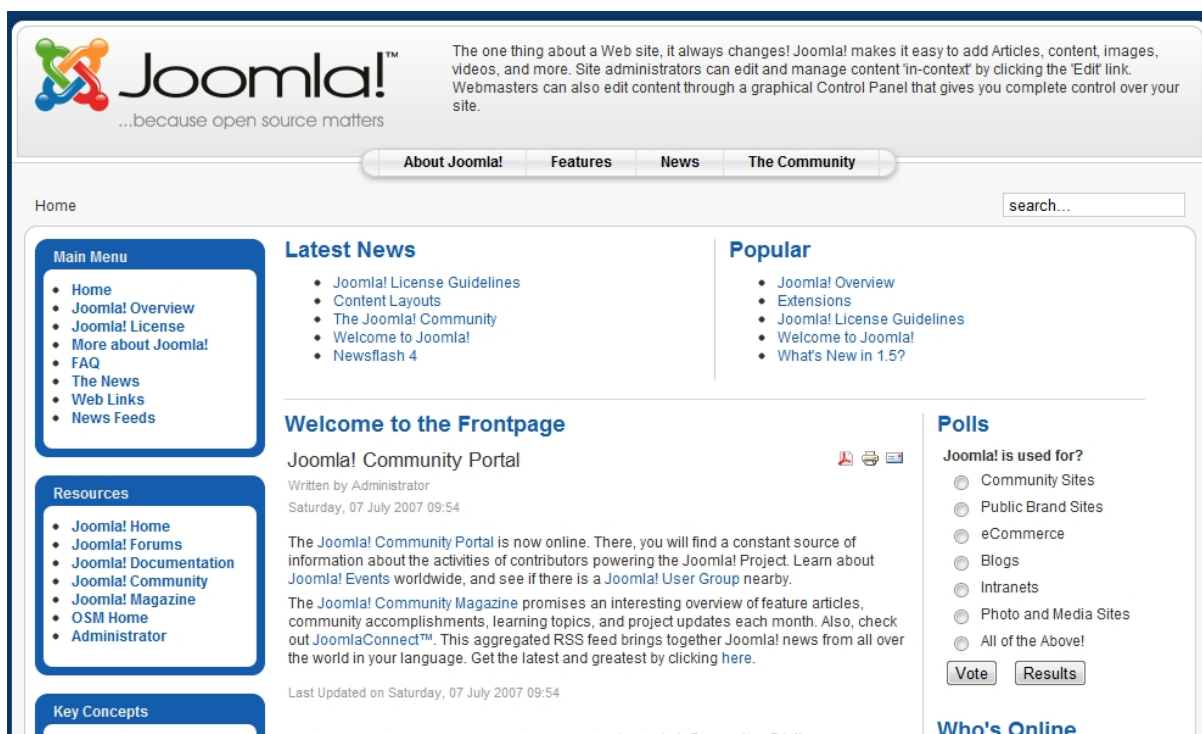 Joomla!™
...because open source matters
The one thing about a Web site, it always changes! Joomla! makes it easy to add Articles, content, images,
videos, and more. Site administrators can edit and manage content 'in-context' by clicking the 'Edit' link.
Webmasters can also edit content through a graphical Control Panel that gives you complete control over your
site.
About Joomla! Features News The Community
Home
search...
Main Menu
Home
Joomla! Overview
Joomla! License
More about Joomla!
FAQ
The News
Web Links
News Feeds
Resources
Joomla! Home
Joomla! Forums
Joomla! Documentation
Joomla! Community
Joomla! Magazine
OSM Home
Administrator
Key Concepts
Latest News
Joomla! License Guidelines
Content Layouts
The Joomla! Community
Welcome to Joomla!
Newsflash 4
Popular
Joomla! Overview
Extensions
Joomla! License Guidelines
Welcome to Joomla!
What's New in 1.5?
Welcome to the Frontpage
Joomla! Community Portal
Written by Administrator
Saturday, 07 July 2007 09:54
The Joomla! Community Portal is now online. There, you will find a constant source of
information about the activities of contributors powering the Joomla! Project. Learn about
Joomla! Events worldwide, and see if there is a Joomla! User Group nearby.
The Joomla! Community Magazine promises an interesting overview of feature articles,
community accomplishments, learning topics, and project updates each month. Also, check
out JoomlaConnect™. This aggregated RSS feed brings together Joomla! news from all over
the world in your language. Get the latest and greatest by clicking here.
Last Updated on Saturday, 07 July 2007 09:54
Polls
Joomla! is used for?
Community Sites
Public Brand Sites
eCommerce
Blogs
Intranets
Photo and Media Sites
All of the Above!
Vote Results
Who's Online